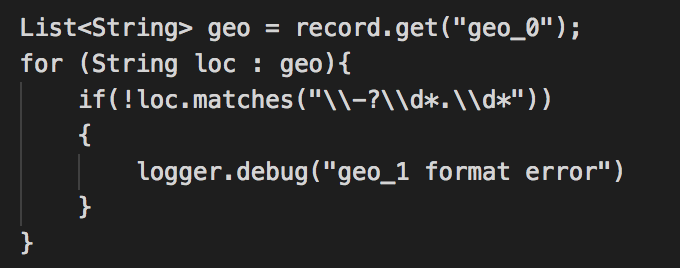 List<String> geo = record.get("geo_0");
for (String loc : geo){
    if(!loc.matches("\\-?\\d*.\\d*"))
    {
        logger.debug("geo_1 format error")
    }
}